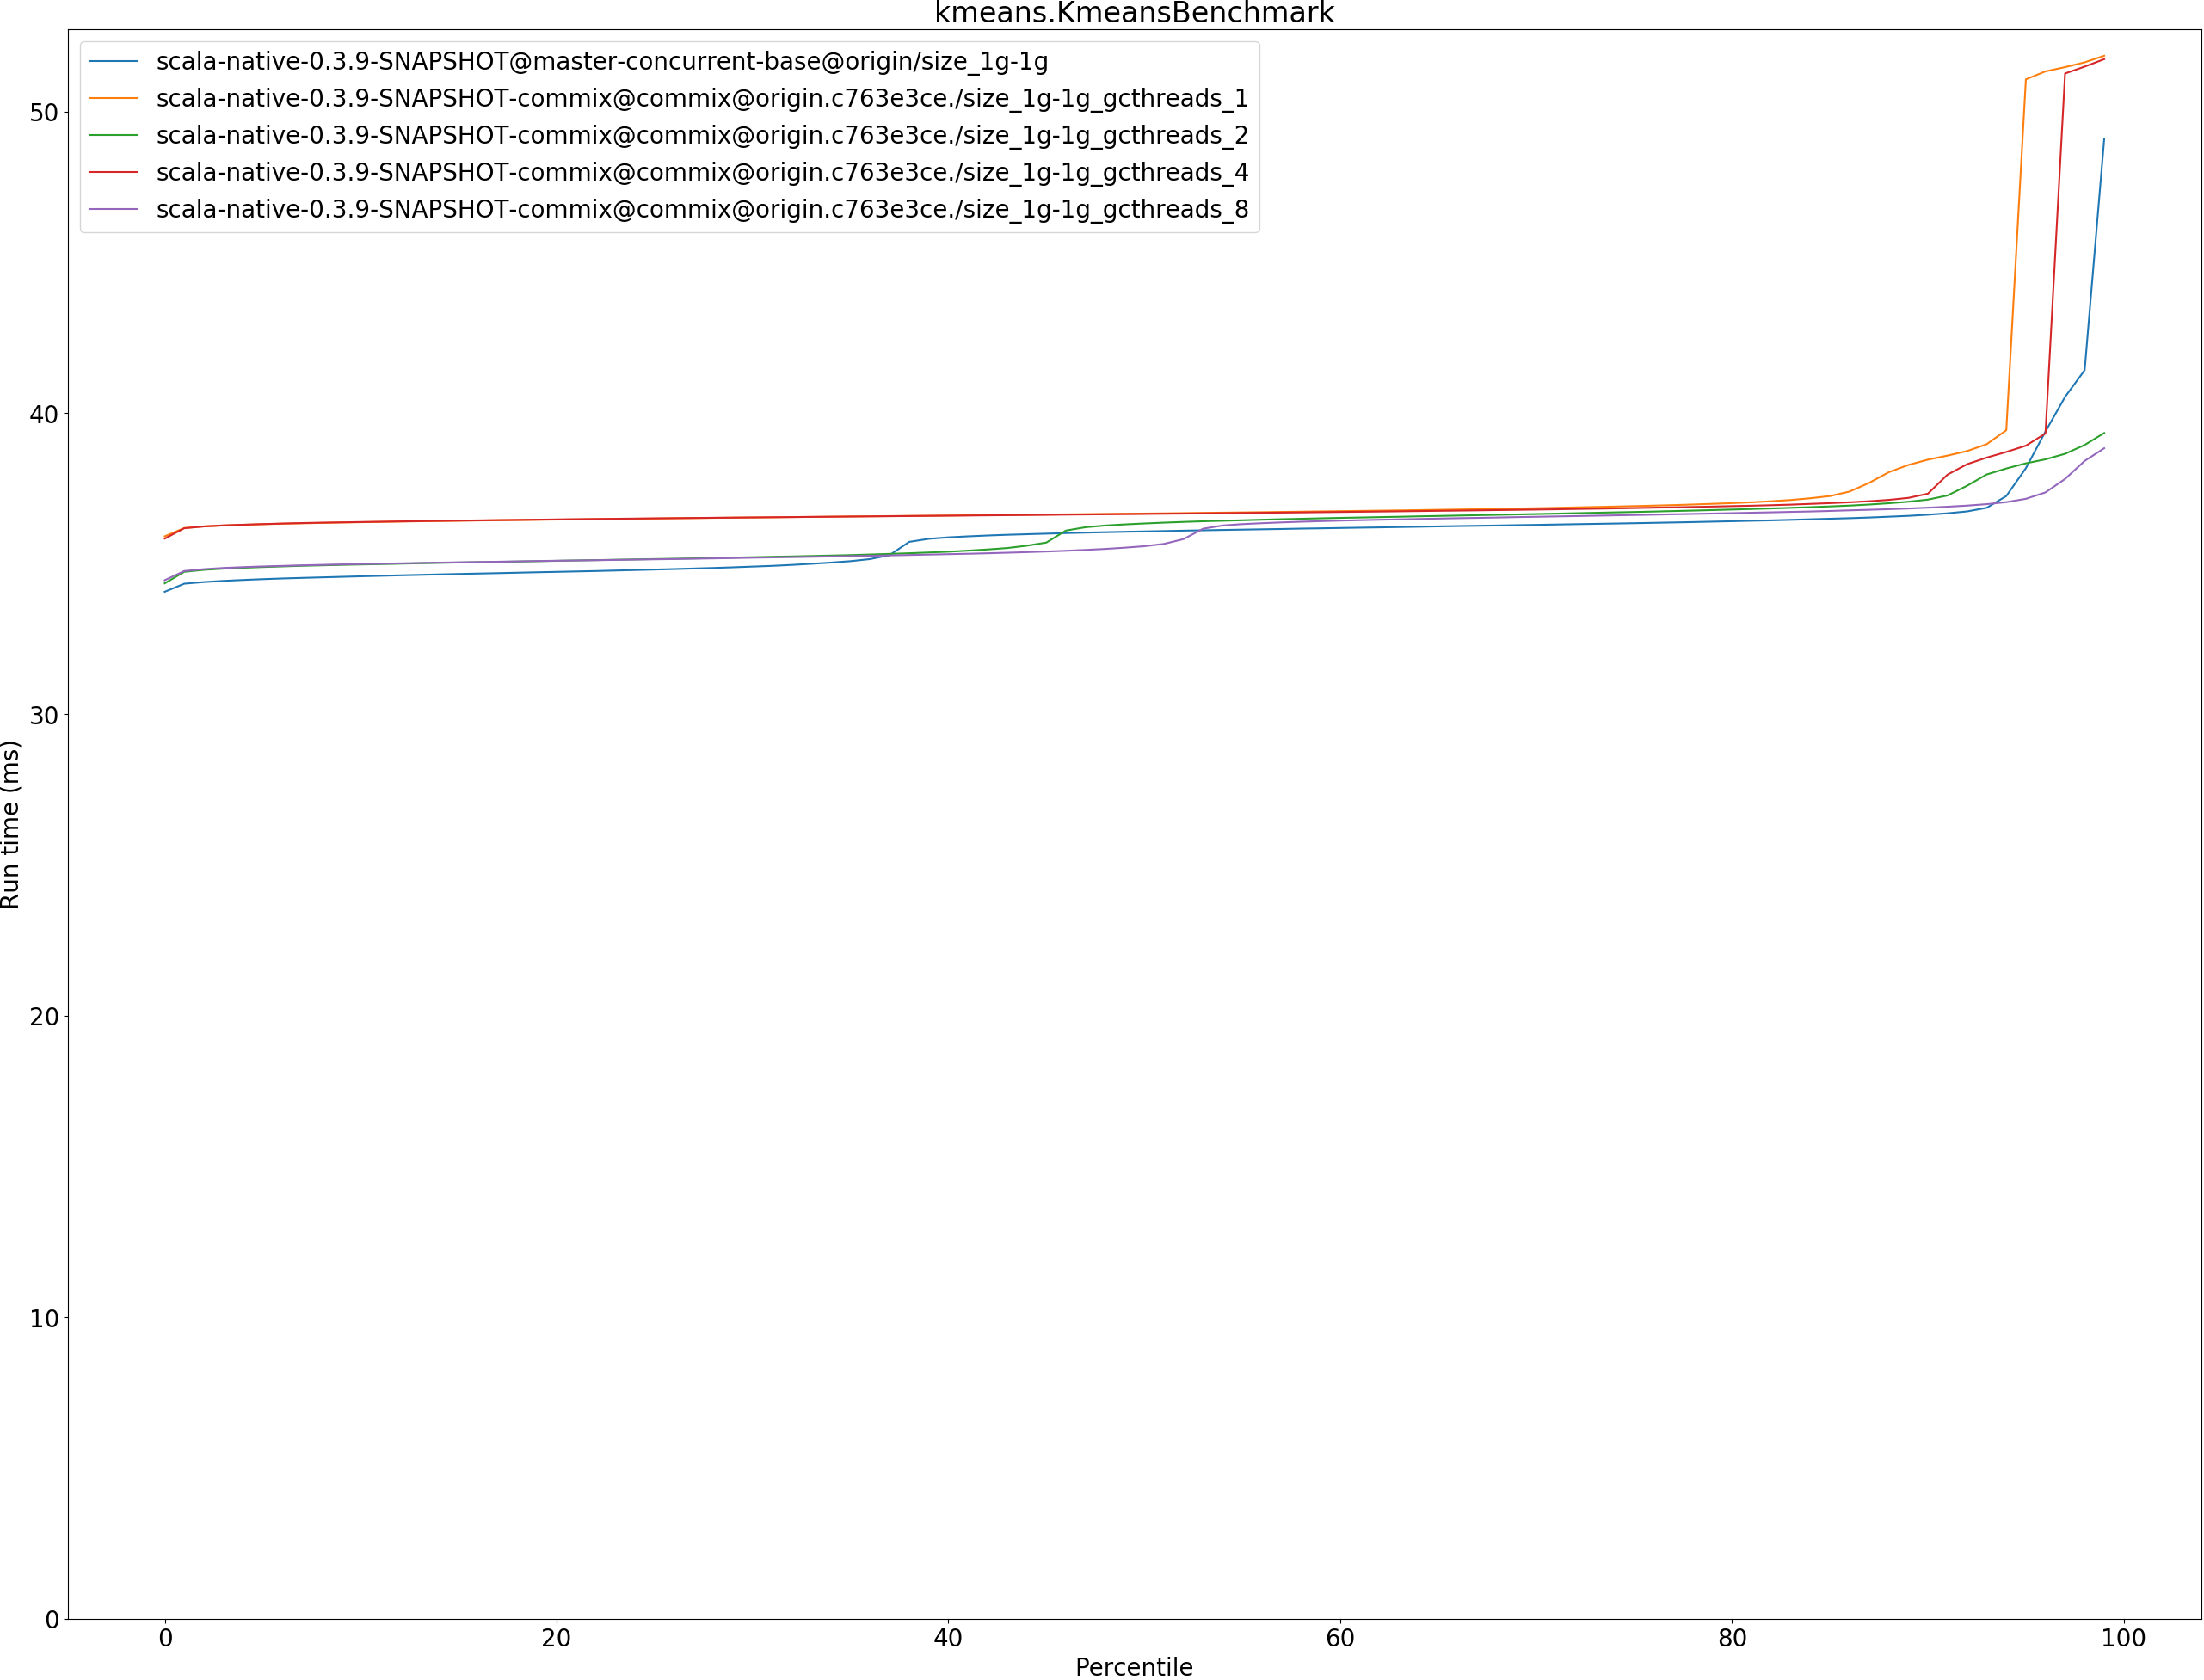 kmeans.KmeansBenchmark
scala-native-0.3.9-SNAPSHOT@master-concurrent-base@origin/size_1g-1g
scala-native-0.3.9-SNAPSHOT-commix@commix@origin.c763e3ce./size_1g-1g_gcthreads_1
scala-native-0.3.9-SNAPSHOT-commix@commix@origin.c763e3ce./size_1g-1g_gcthreads_2
scala-native-0.3.9-SNAPSHOT-commix@commix@origin.c763e3ce./size_1g-1g_gcthreads_4
scala-native-0.3.9-SNAPSHOT-commix@commix@origin.c763e3ce./size_1g-1g_gcthreads_8
50
40
30
20
10
0
Run time (ms)
0 20 40 60 80 100
Percentile